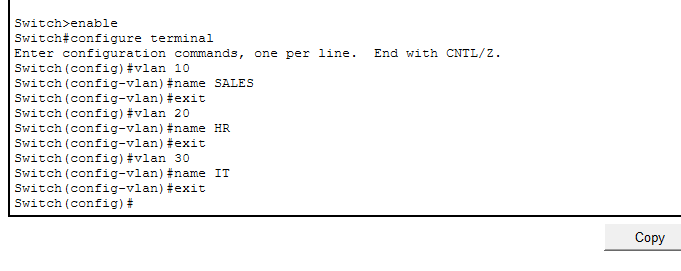 Switch>enable
Switch#configure terminal
Enter configuration commands, one per line.  End with CNTL/Z.
Switch(config)#vlan 10
Switch(config-vlan)#name SALES
Switch(config-vlan)#exit
Switch(config)#vlan 20
Switch(config-vlan)#name HR
Switch(config-vlan)#exit
Switch(config)#vlan 30
Switch(config-vlan)#name IT
Switch(config-vlan)#exit
Switch(config)#
Copy